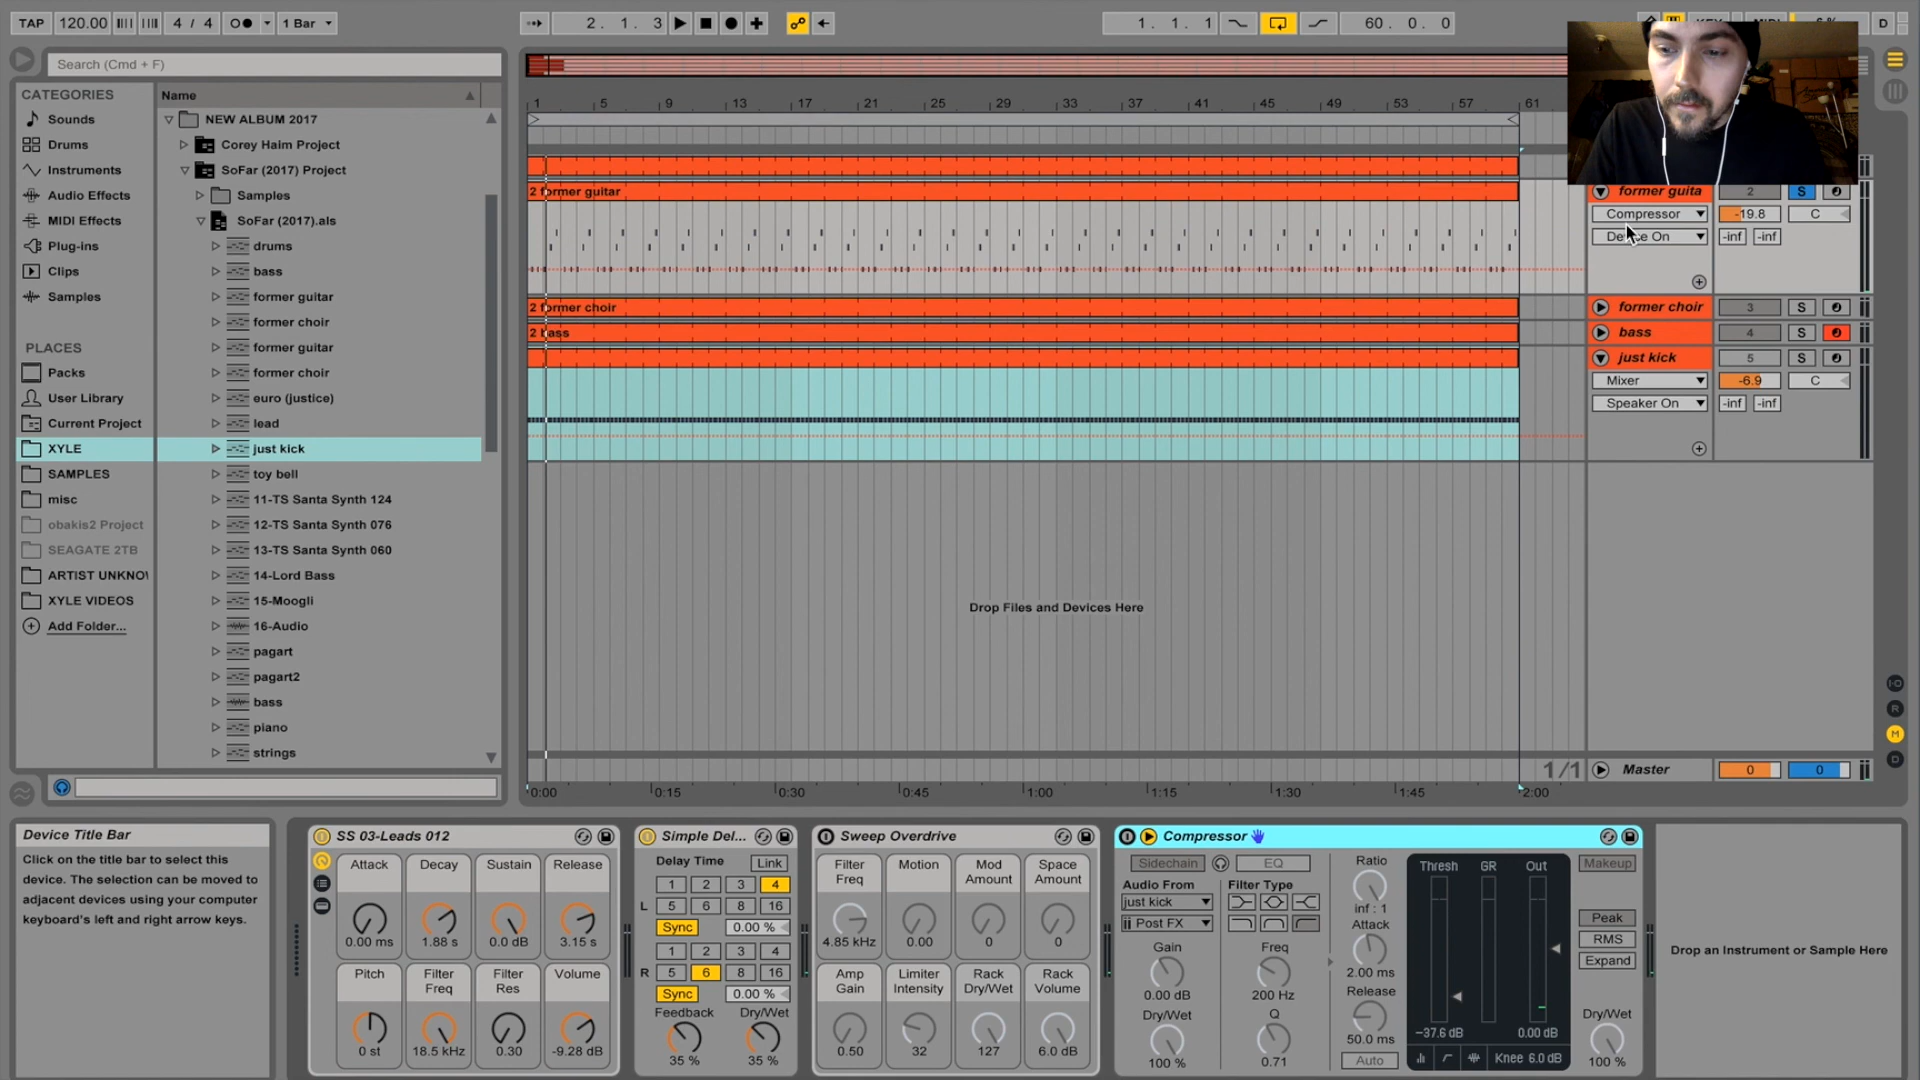 TAP 120.00 4 / 4 1 Bar 2. 1. 3 1. 1. 1 60. 0. 0 D
Search (Cmd + F)
CATEGORIES
Sounds
Drums
Instruments
Audio Effects
MIDI Effects
Plug-ins
Clips
Samples
PLACES
Packs
User Library
Current Project
XYLE
SAMPLES
misc
obakis2 Project
SEAGATE 2TB
ARTIST UNKNOW
XYLE VIDEOS
Add Folder...
Name
NEW ALBUM 2017
Corey Haim Project
SoFar (2017) Project
Samples
SoFar (2017).als
drums
bass
former guitar
former choir
former guitar
former choir
euro (justice)
lead
just kick
toy bell
11-TS Santa Synth 124
12-TS Santa Synth 076
13-TS Santa Synth 060
14-Lord Bass
15-Moogli
16-Audio
pagart
pagart2
bass
piano
strings
1 5 9 13 17 21 25 29 33 37 41 45 49 53 57 61
2 former guitar
2 former choir
2 bass
former guita 2 S
Compressor -19.8 C
Device On -inf -inf
former choir 3 S
bass 4 S
just kick 5 S
Mixer -6.9 C
Speaker On -inf -inf
Drop Files and Devices Here
1/1 Master 0 0
0:00 0:15 0:30 0:45 1:00 1:15 1:30 1:45 2:00
I-O
R
M
D
Device Title Bar
Click on the title bar to select this
device. The selection can be moved to
adjacent devices using your computer
keyboard's left and right arrow keys.
SS 03-Leads 012
Attack Decay Sustain Release
0.00 ms 1.88 s 0.0 dB 3.15 s
Pitch Filter Freq Filter Res Volume
0 st 18.5 kHz 0.30 -9.28 dB
Simple Del...
Delay Time Link
1 2 3 4
L 5 6 8 16
Sync 0.00 %
1 2 3 4
R 5 6 8 16
Sync 0.00 %
Feedback Dry/Wet
35 % 35 %
Sweep Overdrive
Filter Freq Motion Mod Amount Space Amount
4.85 kHz 0.00 0 0
Amp Gain Limiter Intensity Rack Dry/Wet Rack Volume
0.50 32 127 6.0 dB
Compressor
Sidechain EQ
Audio From Filter Type
just kick
Post FX
Gain Freq
0.00 dB 200 Hz
Dry/Wet Q
100 % 0.71
Ratio
inf : 1
Attack
2.00 ms
Release
50.0 ms
Auto
Thresh GR Out
-37.6 dB 0.00 dB
Knee 6.0 dB
Makeup
Peak
RMS
Expand
Dry/Wet
100 %
Drop an Instrument or Sample Here